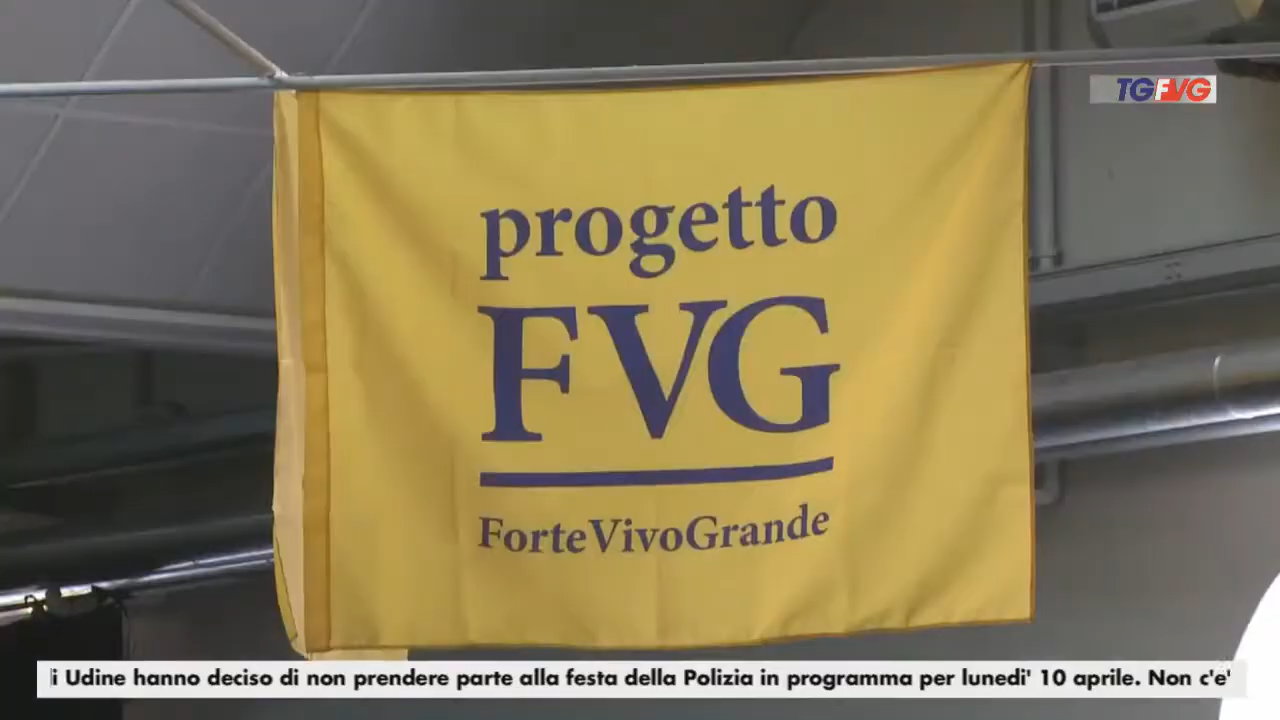 TGFVG
progetto
FVG
ForteVivoGrande
i Udine hanno deciso di non prendere parte alla festa della Polizia in programma per lunedi' 10 aprile. Non c'e'